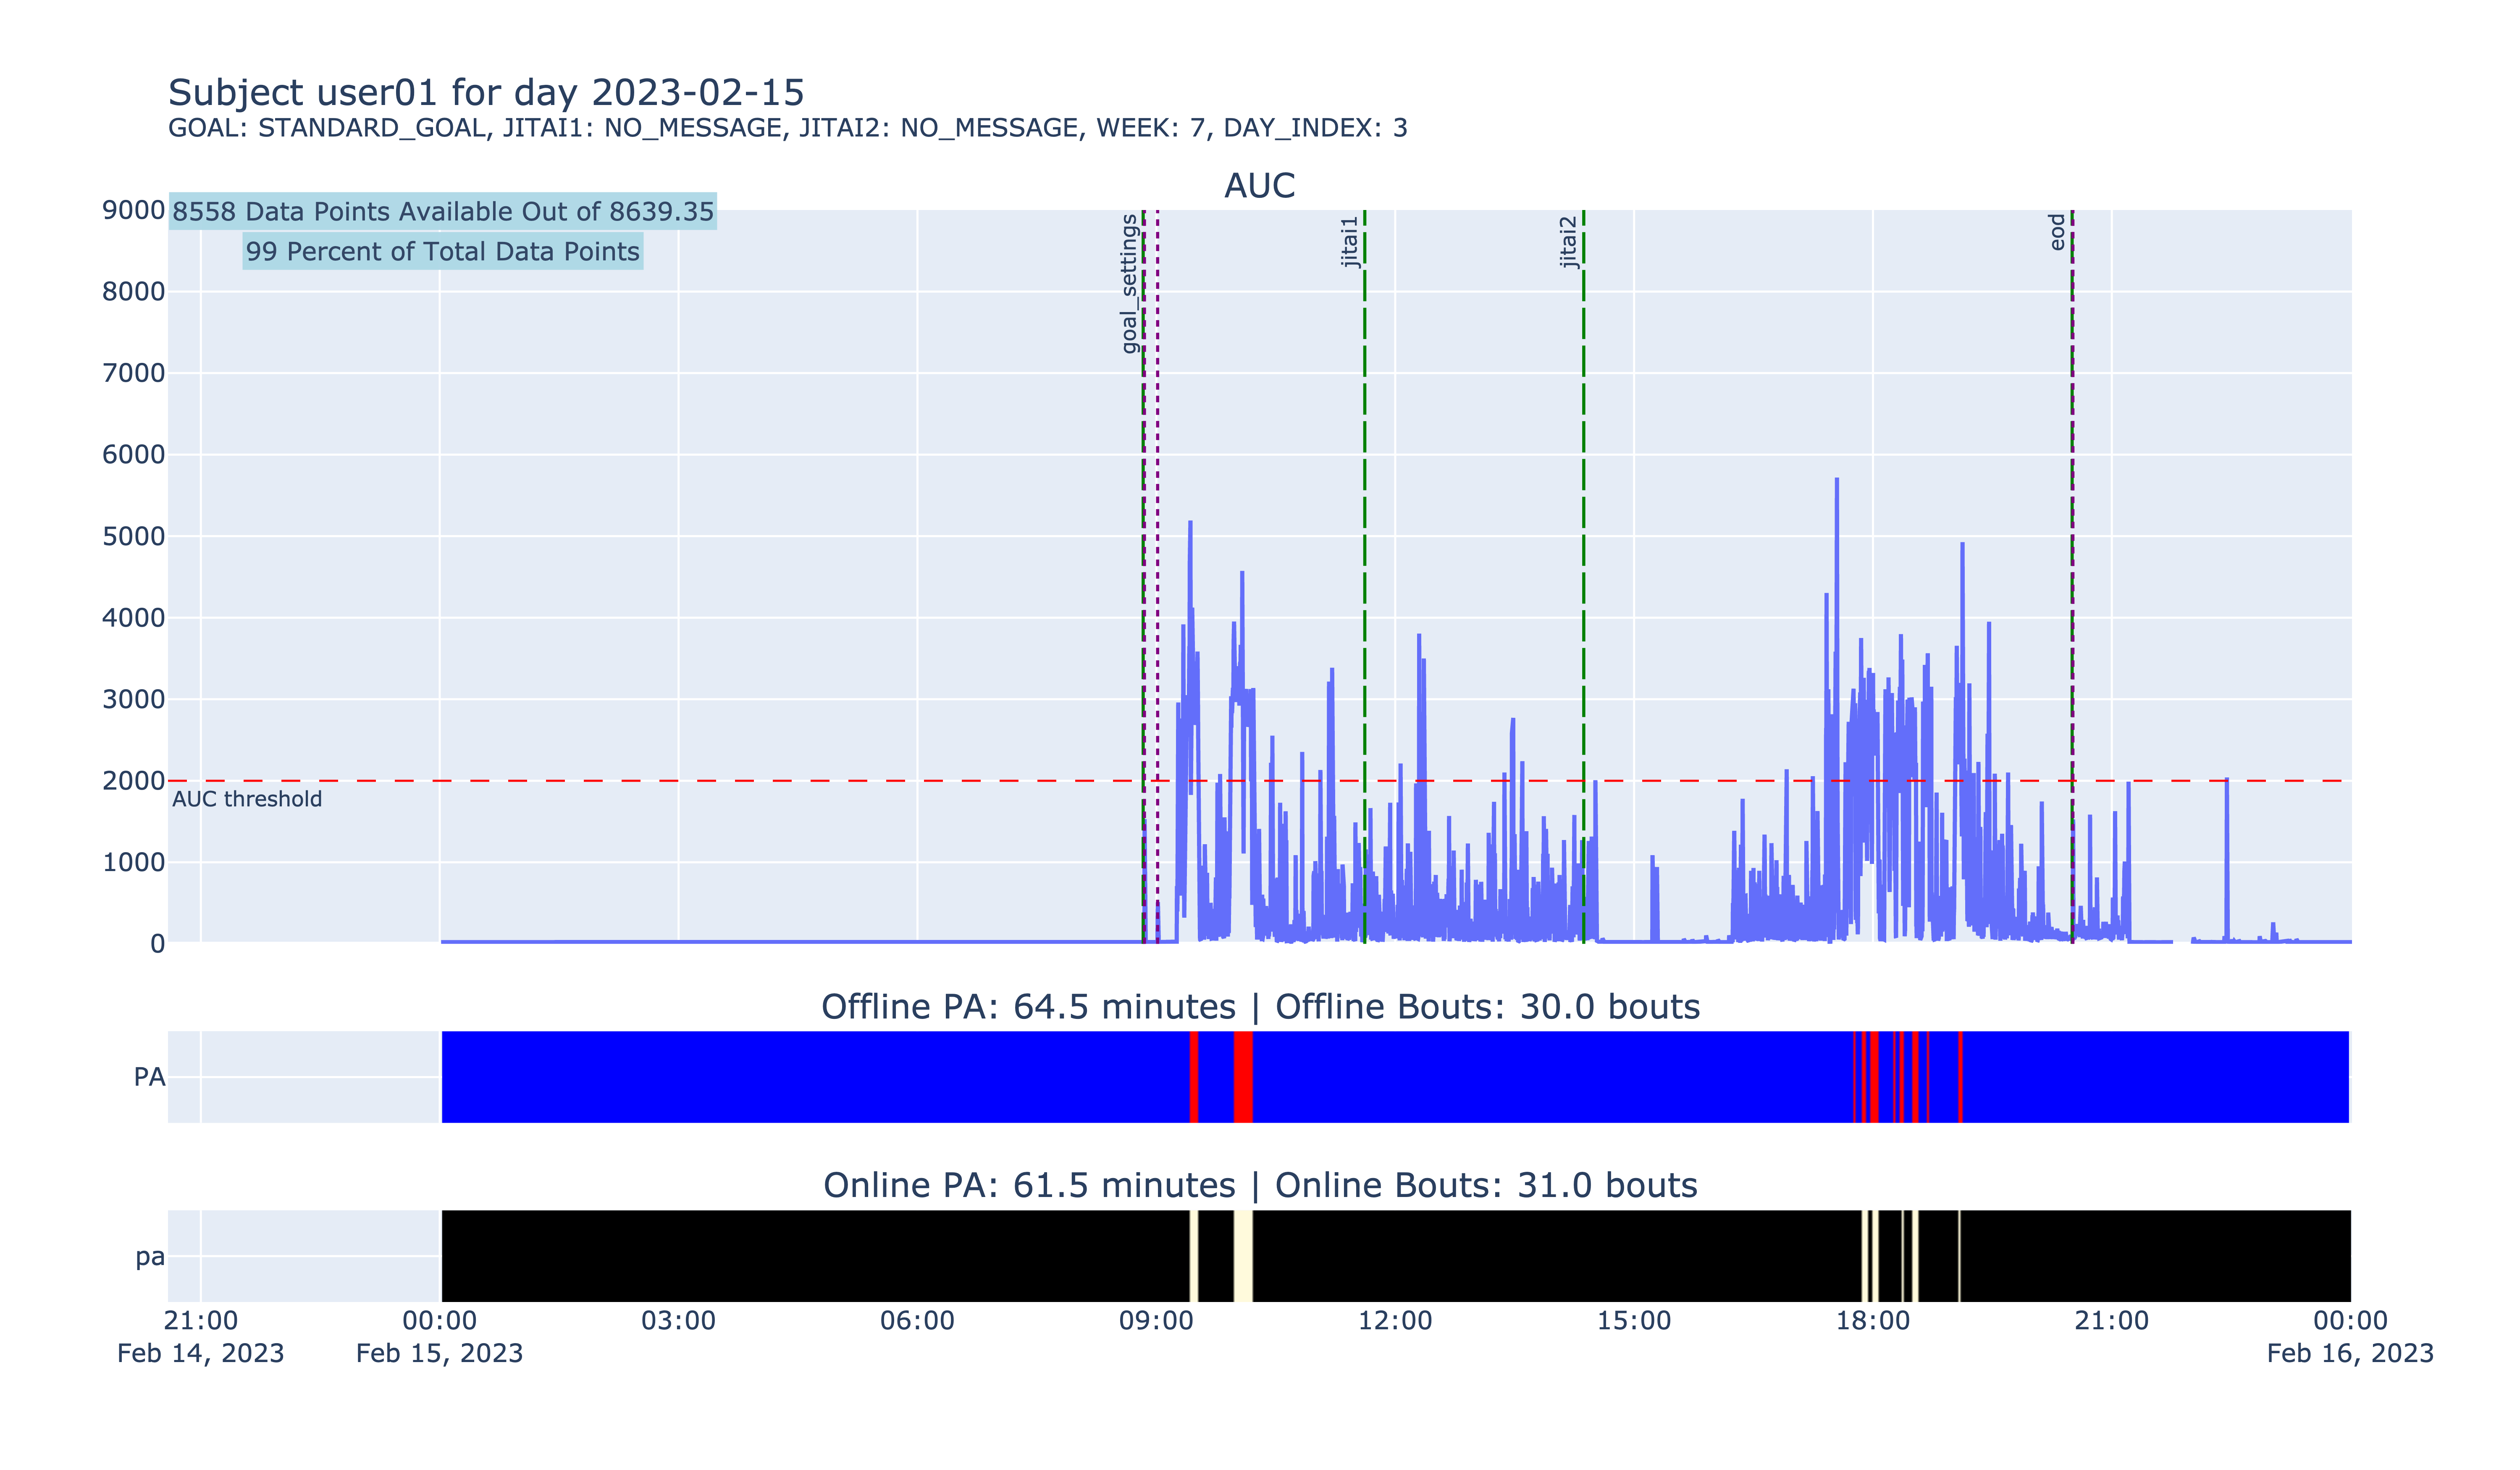 Subject user01 for day 2023-02-15
GOAL: STANDARD_GOAL, JITAI1: NO_MESSAGE, JITAI2: NO_MESSAGE, WEEK: 7, DAY_INDEX: 3
AUC
8558 Data Points Available Out of 8639.35
99 Percent of Total Data Points
goal_settings
jitai1
jitai2
eod
9000
8000
7000
6000
5000
4000
3000
2000
1000
0
AUC threshold
Offline PA: 64.5 minutes | Offline Bouts: 30.0 bouts
PA
Online PA: 61.5 minutes | Online Bouts: 31.0 bouts
pa
21:00 00:00 03:00 06:00 09:00 12:00 15:00 18:00 21:00 00:00
Feb 14, 2023 Feb 15, 2023 Feb 16, 2023